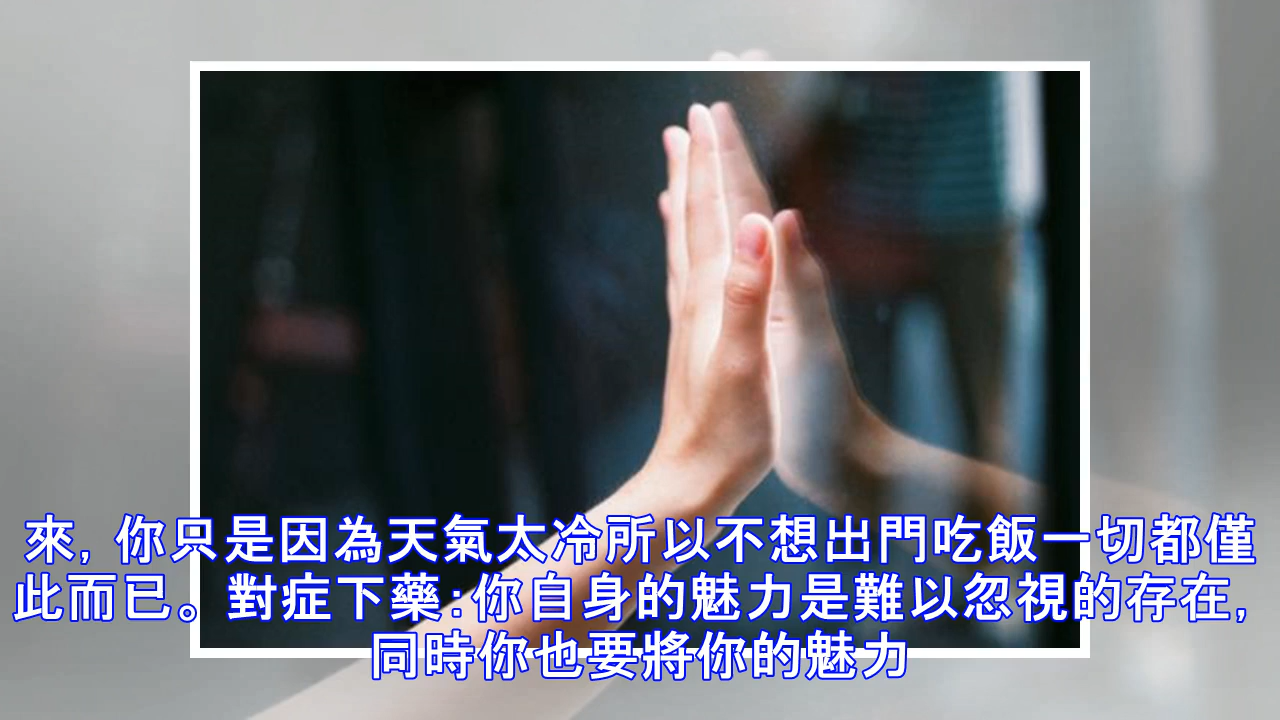 來, 你只是因為天氣太冷所以不想出門吃飯一切都僅
此而已。對症下藥:你自身的魅力是難以忽視的存在,
同時你也要將你的魅力